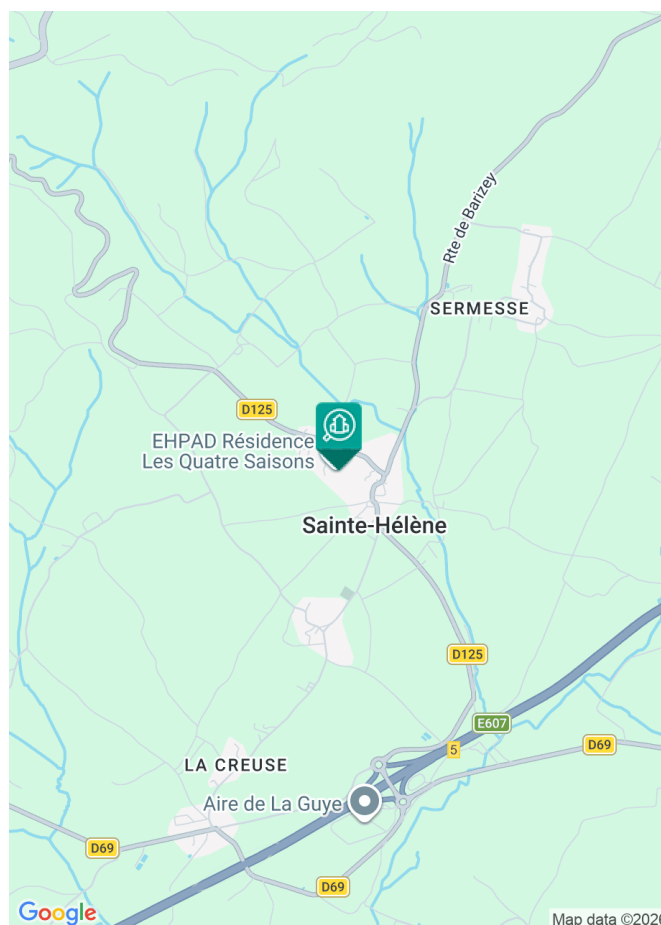 Rte de Barizey
SERMESSE
D125
EHPAD Résidence
Les Quatre Saisons
Sainte-Hélène
D125
E607
5
D69
LA CREUSE
Aire de La Guye
D69
D69
Google
Map data ©2026